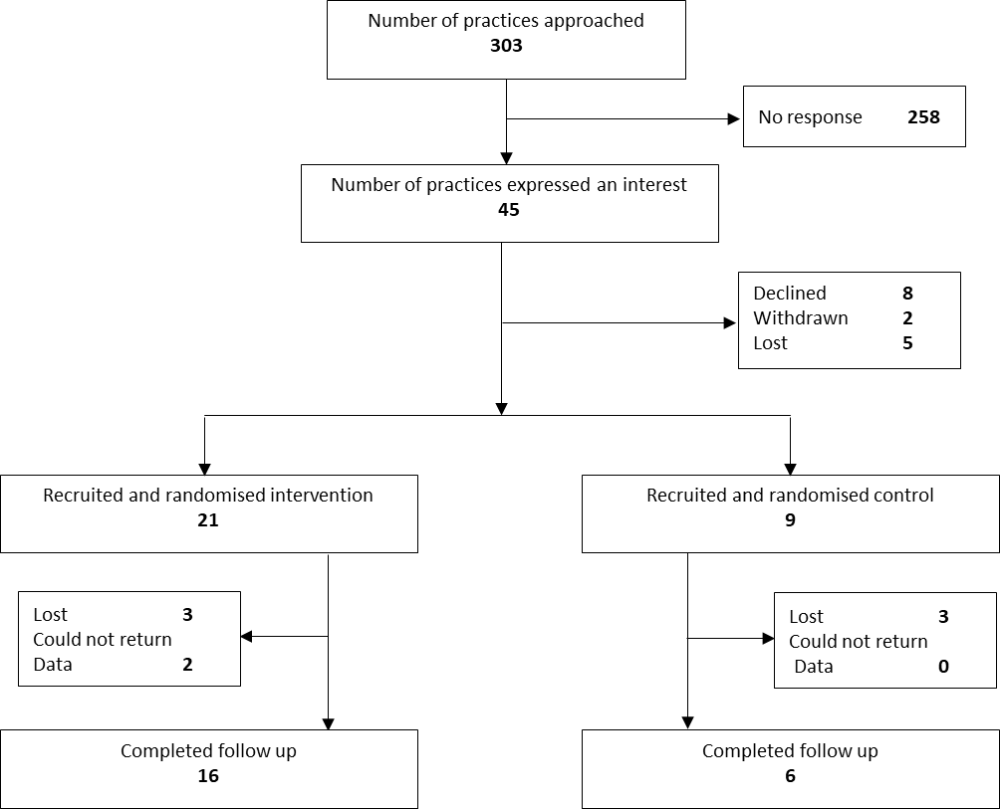 Number of practices approached
303
No response 258
Number of practices expressed an interest
45
Declined 8
Withdrawn 2
Lost 5
Recruited and randomised intervention
21
Recruited and randomised control
9
Lost 3
Could not return
Data 2
Lost 3
Could not return
Data 0
Completed follow up
16
Completed follow up
6